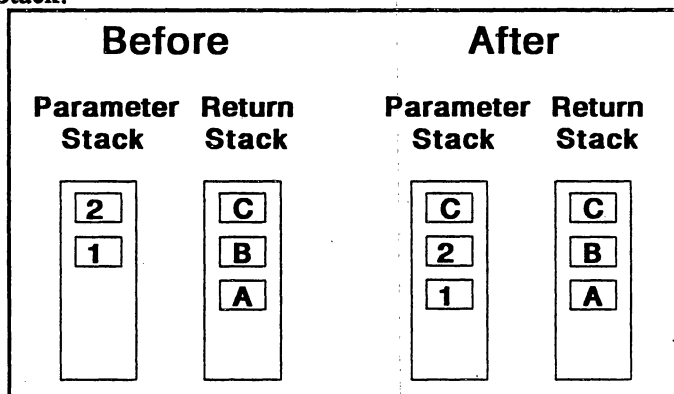 Before After
Parameter Return Parameter Return
Stack Stack Stack Stack
2 C C C
1 B 2 B
A 1 A